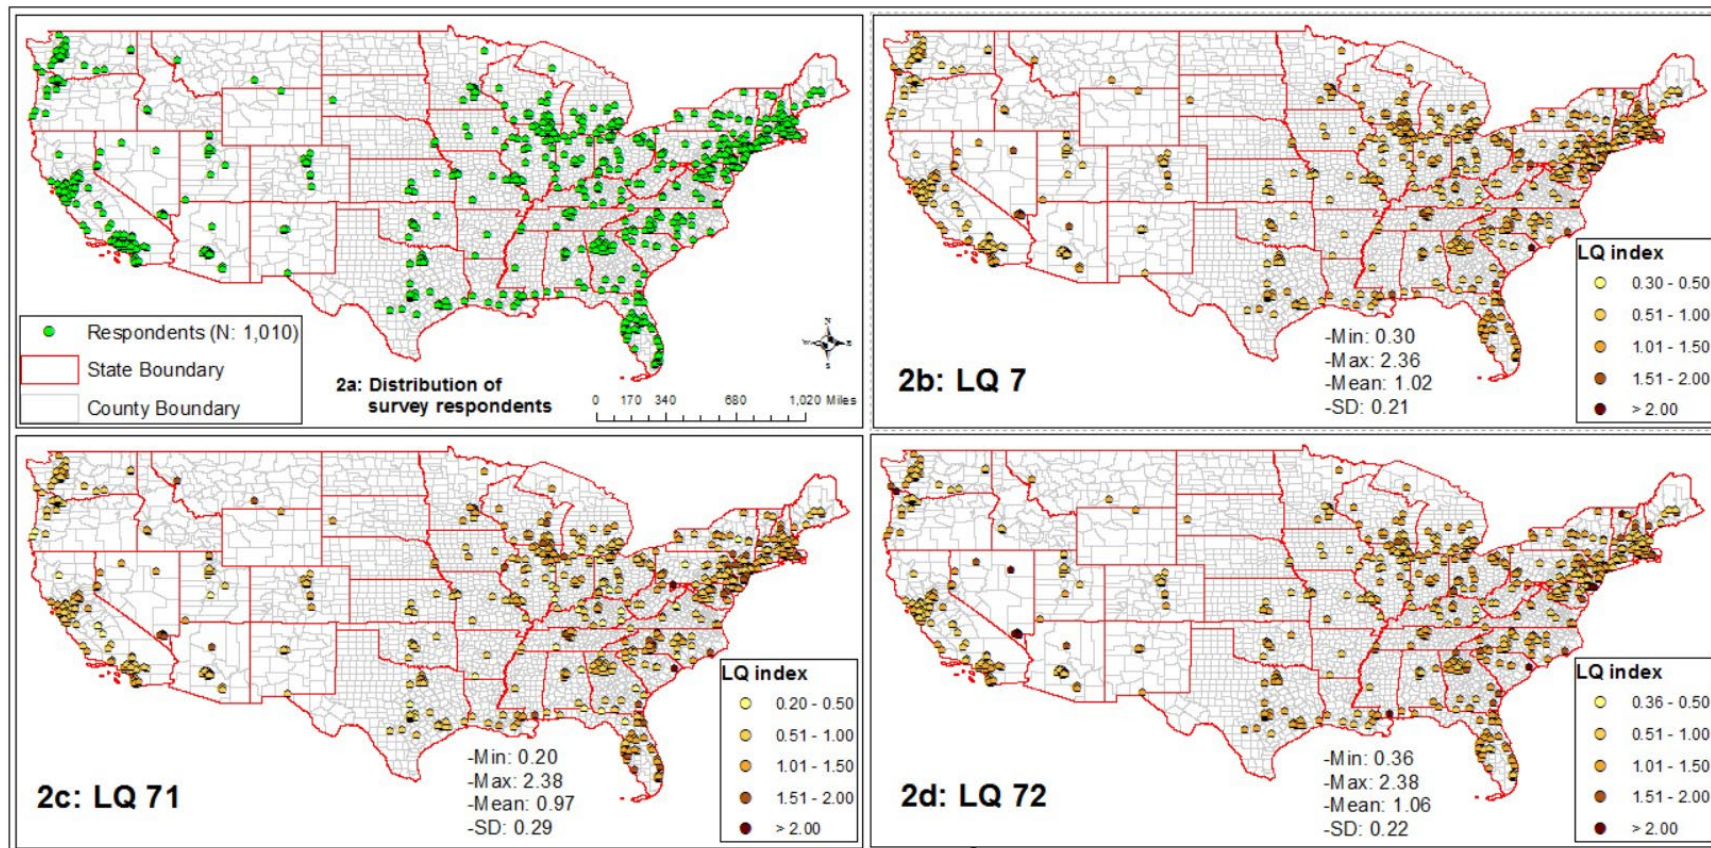 Respondents (N: 1,010)
State Boundary
County Boundary
2a: Distribution of
survey respondents
N
W
E
S
0 170 340 680 1,020 Miles
2b: LQ 7
-Min: 0.30
-Max: 2.36
-Mean: 1.02
-SD: 0.21
LQ index
0.30 - 0.50
0.51 - 1.00
1.01 - 1.50
1.51 - 2.00
> 2.00
2c: LQ 71
-Min: 0.20
-Max: 2.38
-Mean: 0.97
-SD: 0.29
LQ index
0.20 - 0.50
0.51 - 1.00
1.01 - 1.50
1.51 - 2.00
> 2.00
2d: LQ 72
-Min: 0.36
-Max: 2.38
-Mean: 1.06
-SD: 0.22
LQ index
0.36 - 0.50
0.51 - 1.00
1.01 - 1.50
1.51 - 2.00
> 2.00